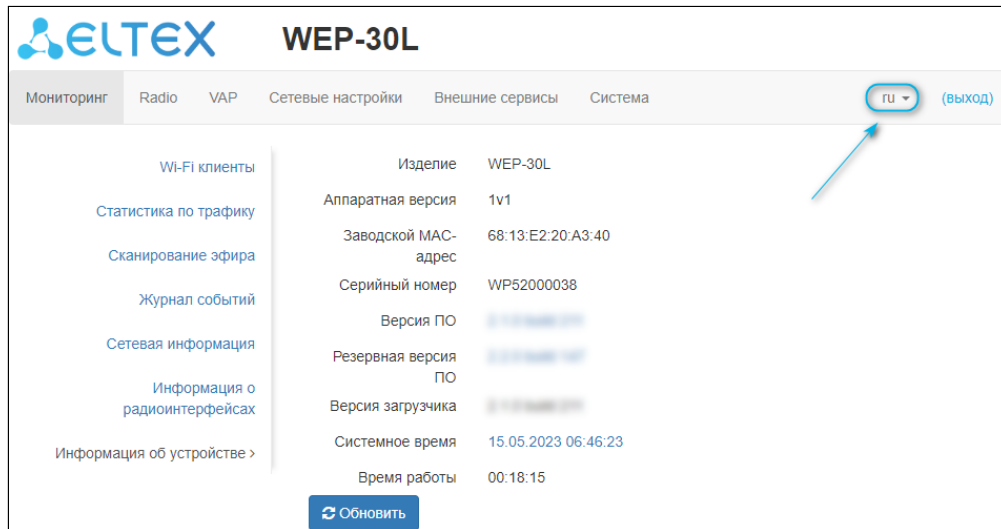 ELTEX WEP-30L
Мониторинг Radio VAP Сетевые настройки Внешние сервисы Система ru (выход)
Wi-Fi клиенты
Статистика по трафику
Сканирование эфира
Журнал событий
Сетевая информация
Информация о
радиоинтерфейсах
Информация об устройстве >
Изделие WEP-30L
Аппаратная версия 1v1
Заводской MAC-
адрес 68:13:E2:20:A3:40
Серийный номер WP52000038
Версия ПО
Резервная версия
ПО
Версия загрузчика
Системное время 15.05.2023 06:46:23
Время работы 00:18:15
Обновить